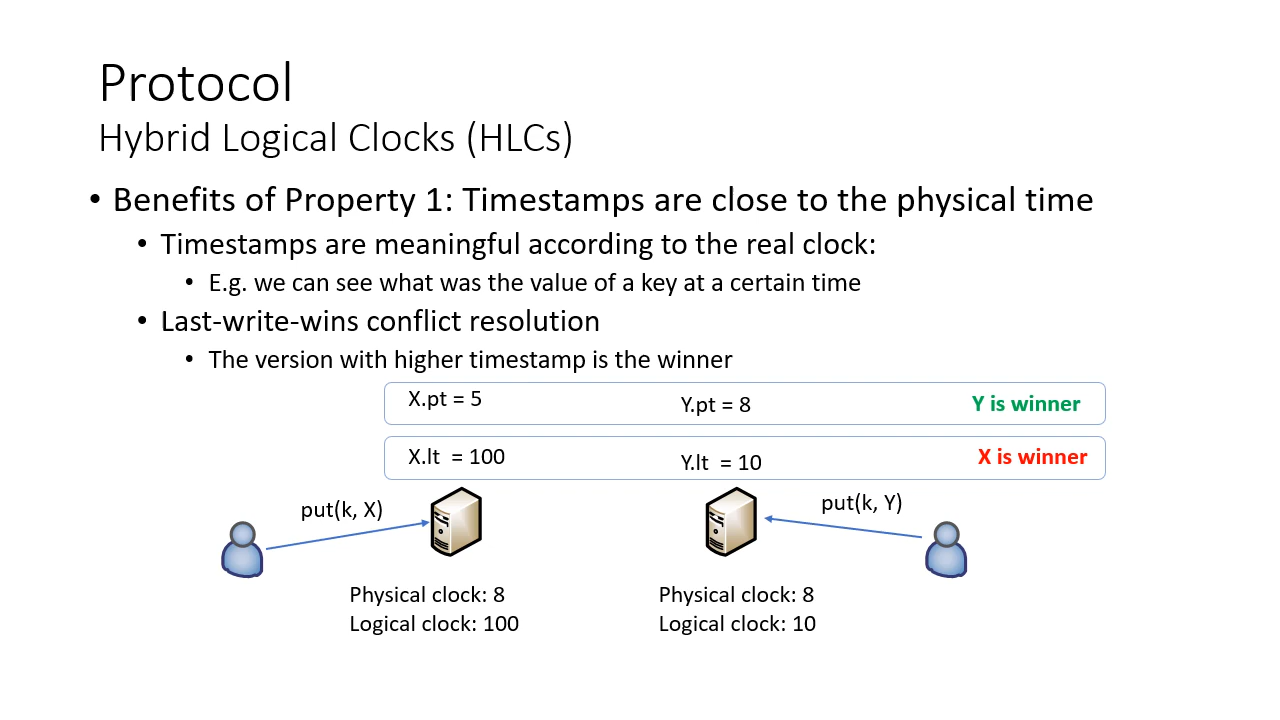 Protocol
Hybrid Logical Clocks (HLCs)
• Benefits of Property 1: Timestamps are close to the physical time
• Timestamps are meaningful according to the real clock:
• E.g. we can see what was the value of a key at a certain time
• Last-write-wins conflict resolution
• The version with higher timestamp is the winner
X.pt = 5 Y.pt = 8 Y is winner
X.lt = 100 Y.lt = 10 X is winner
put(k, X) put(k, Y)
Physical clock: 8 Physical clock: 8
Logical clock: 100 Logical clock: 10